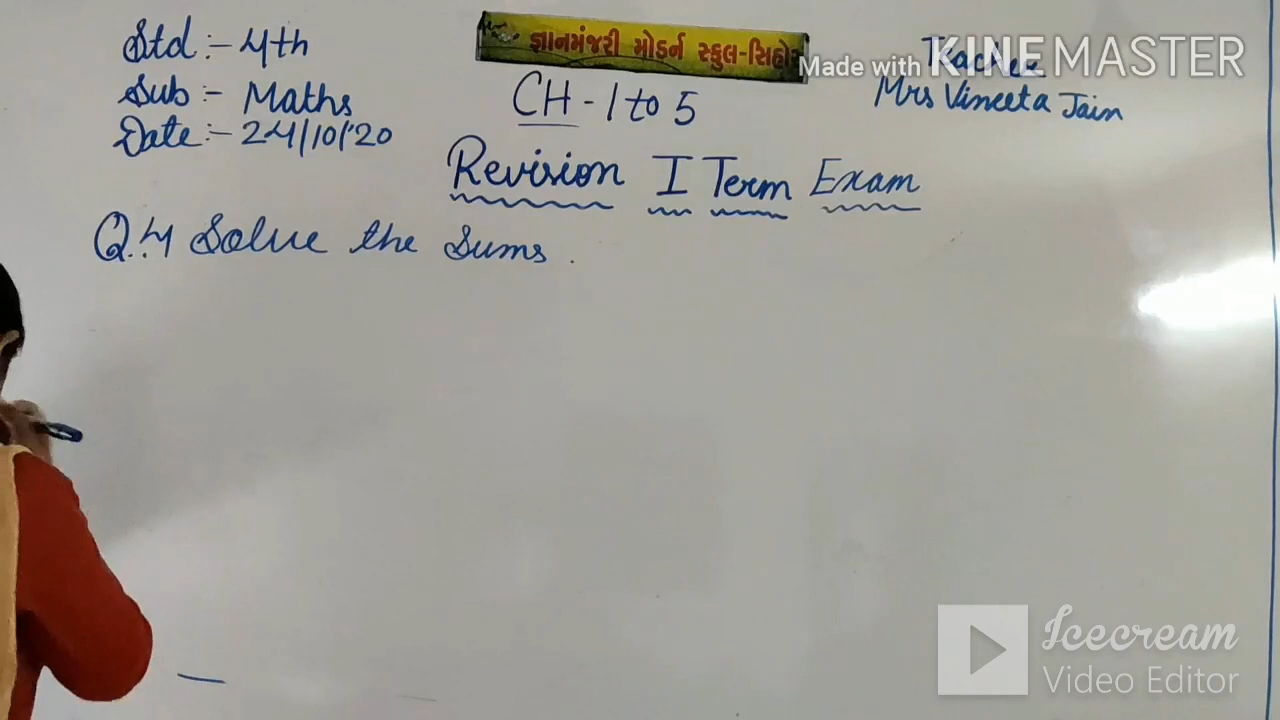 Std :- 4th
Sub :- Maths
Date :- 24/10/'20
જ્ઞાનમંજરી મોડર્ન સ્કુલ-સિહોર
CH - 1 to 5
Made with KINEMASTER
Teacher
Mrs Vineeta Jain
Revision I Term Exam
Q.:4 Solve the Sums.
Icecream
Video Editor